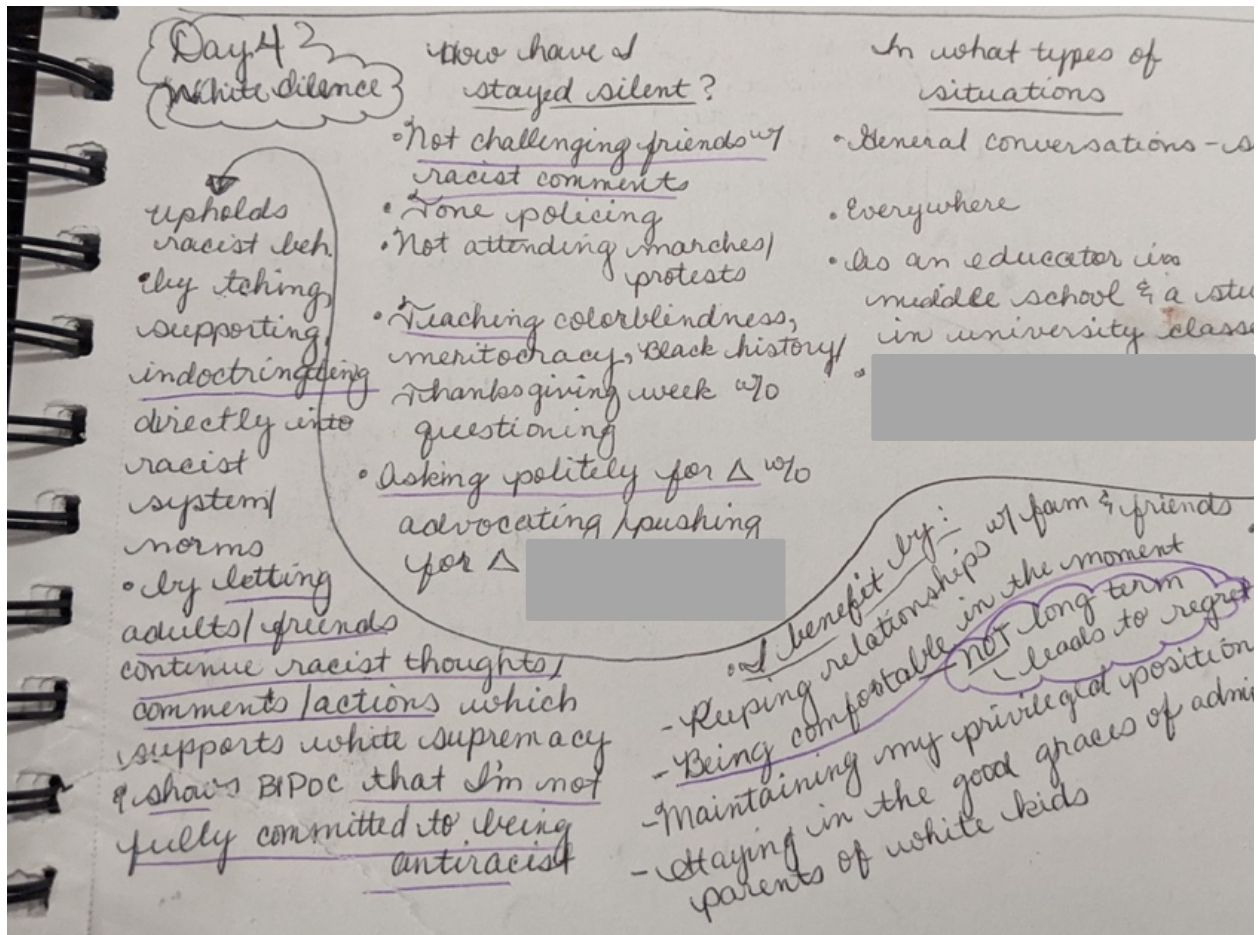 Day 4
White Silence
How have I
stayed silent?
• Not challenging friends w/
racist comments
• Tone policing
• Not attending marches/
protests
• Teaching colorblindness,
meritocracy, Black history/
Thanksgiving week w/o
questioning
• Asking politely for Δ w/o
advocating/pushing
for Δ
In what types of
situations
• General conversations -
• Everywhere
• As an educator in
middle school & a
in university
•
upholds
racist beh.
• by tching,
supporting,
indoctringting
directly into
racist
system/
norms
• by letting
adults/friends
continue racist thoughts/
comments/actions which
supports white supremacy
& shows BIPOC that I'm not
fully committed to being
antiracist
• I benefit by:
- Keeping relationships w/ fam & friends
- Being comfortable in the moment
- not long term
leads to regret
- Maintaining my privileged position
- Staying in the good graces of
parents of white kids